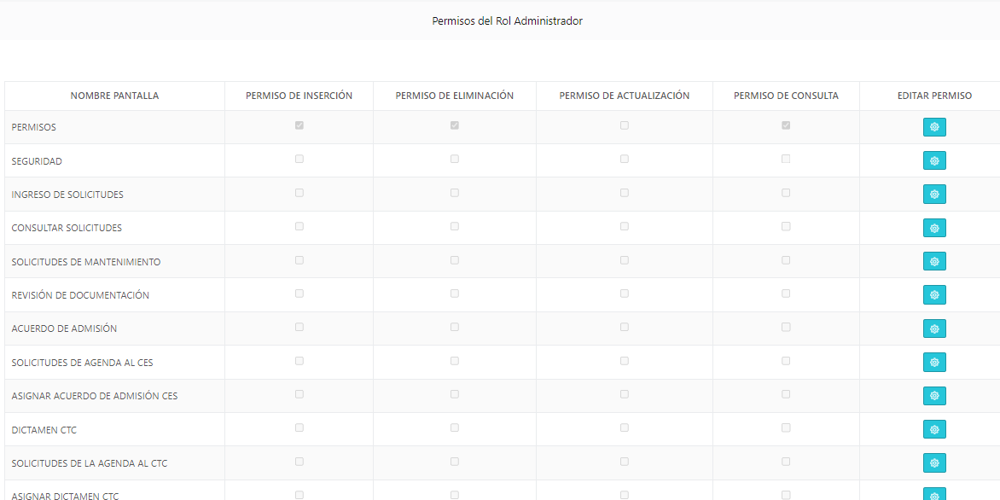 Permisos del Rol Administrador
NOMBRE PANTALLA PERMISO DE INSERCIÓN PERMISO DE ELIMINACIÓN PERMISO DE ACTUALIZACIÓN PERMISO DE CONSULTA EDITAR PERMISO
PERMISOS
SEGURIDAD
INGRESO DE SOLICITUDES
CONSULTAR SOLICITUDES
SOLICITUDES DE MANTENIMIENTO
REVISIÓN DE DOCUMENTACIÓN
ACUERDO DE ADMISIÓN
SOLICITUDES DE AGENDA AL CES
ASIGNAR ACUERDO DE ADMISIÓN CES
DICTAMEN CTC
SOLICITUDES DE LA AGENDA AL CTC
ASIGNAR DICTAMEN CTC